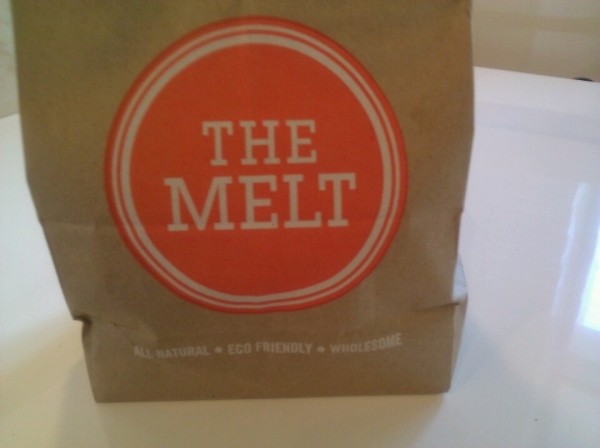 THE
MELT
ALL NATURAL • ECO FRIENDLY • WHOLESOME